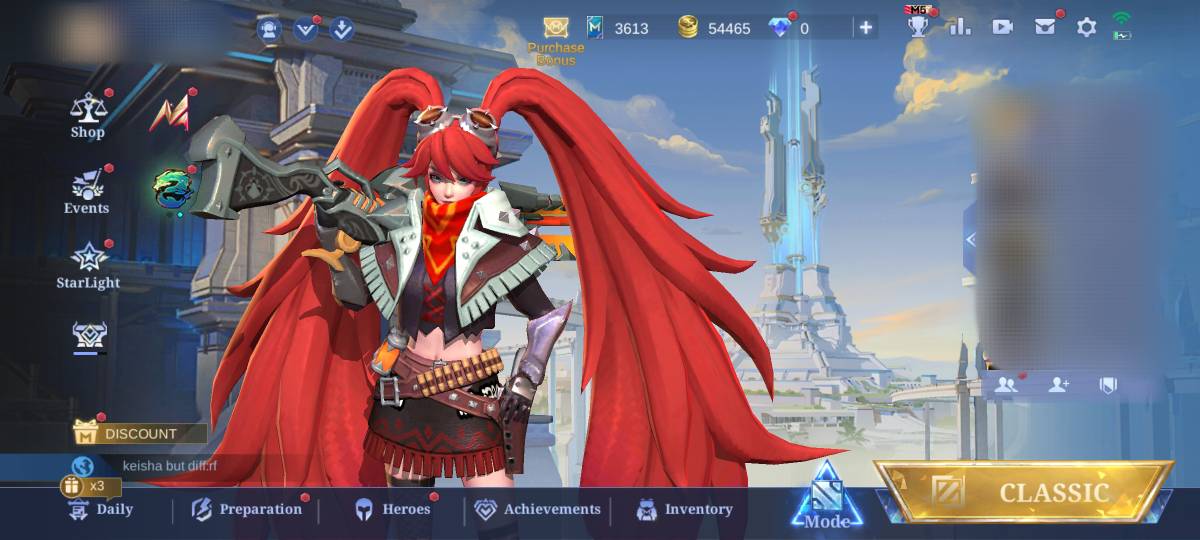 M5
3613
54465
0
Purchase
Bonus
Shop
Events
StarLight
DISCOUNT
keisha but diff.rf
x3
Daily
Preparation
Heroes
Achievements
Inventory
Mode
CLASSIC